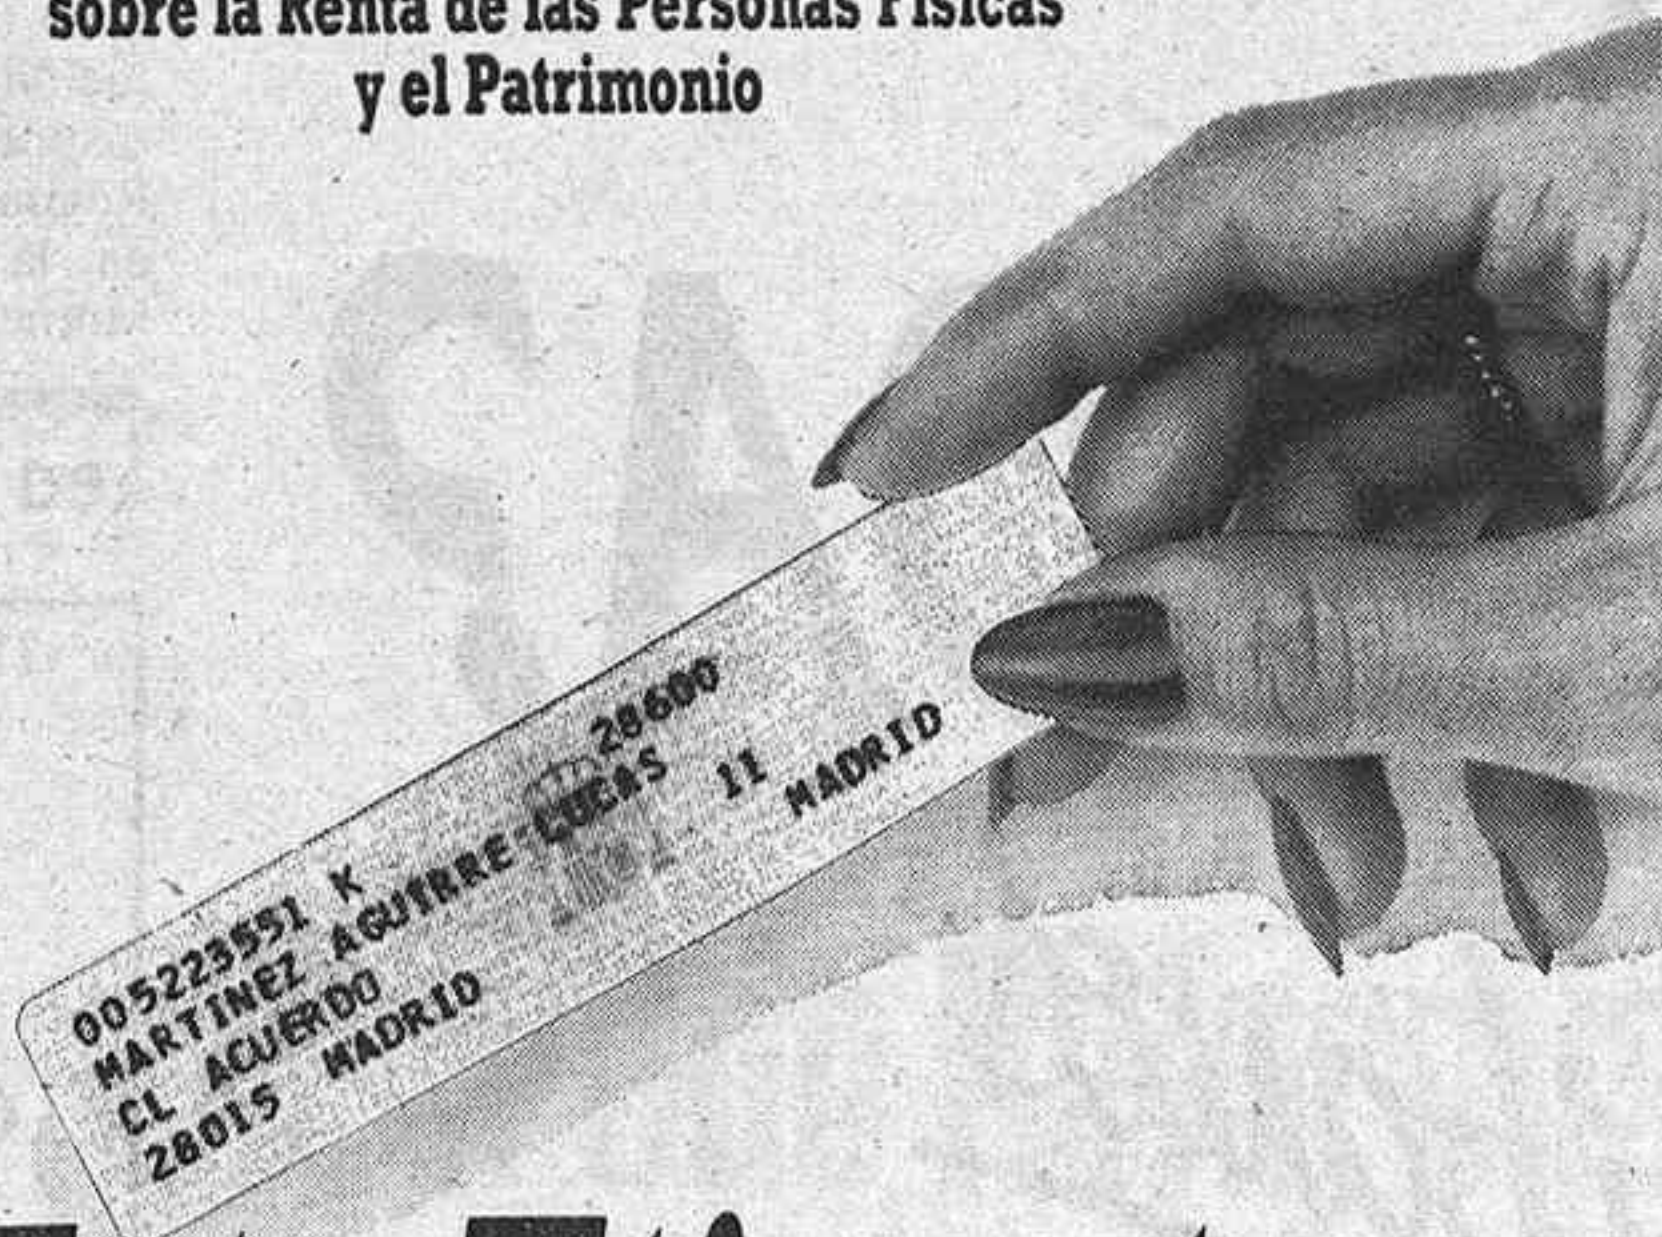 sobre la Renta de las Personas Físicas
y el Patrimonio
28600
005223551 K
MARTINEZ AGUIRRE LUCAS
CL ACUERDO 11
28015 MADRID MADRID